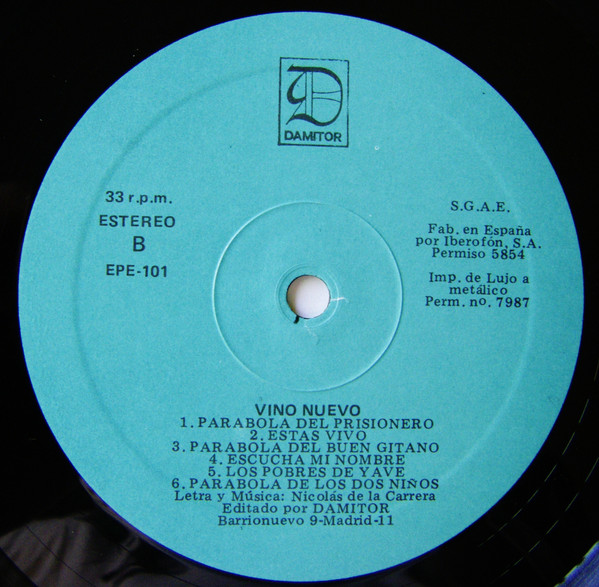 D
DAMITOR
33 r.p.m.
ESTEREO
B
EPE-101
S.G.A.E.
Fab. en España
por Iberofón, S.A.
Permiso 5854
Imp. de Lujo a
metálico
Perm. no. 7987
VINO NUEVO
1. PARABOLA DEL PRISIONERO
2. ESTAS VIVO
3. PARABOLA DEL BUEN GITANO
4. ESCUCHA MI NOMBRE
5. LOS POBRES DE YAVE
6. PARABOLA DE LOS DOS NIÑOS
Letra y Música: Nicolás de la Carrera
Editado por DAMITOR
Barrionuevo 9-Madrid-11